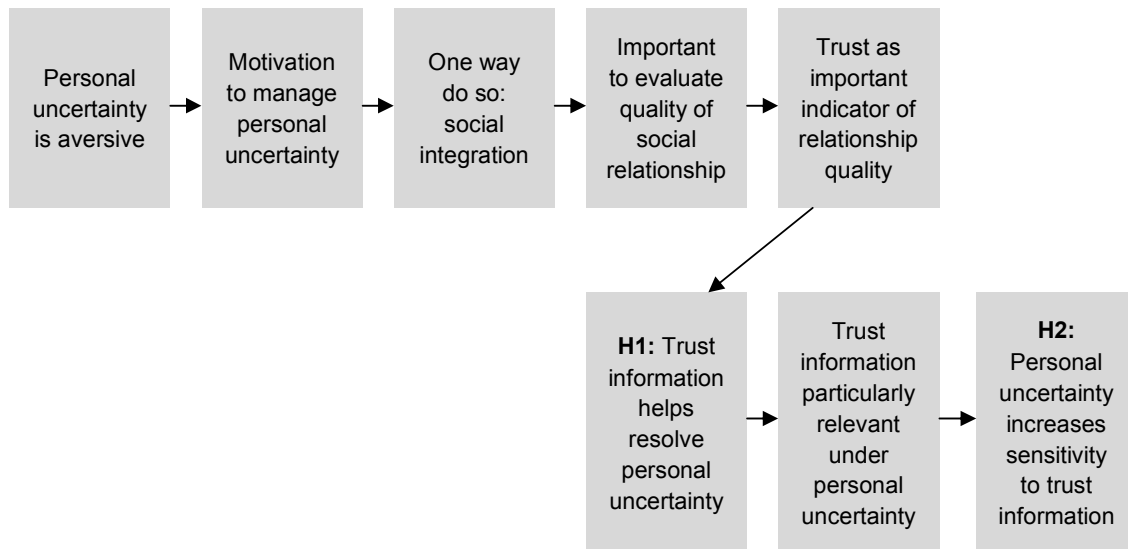 Personal
uncertainty
is aversive
Motivation
to manage
personal
uncertainty
One way
do so:
social
integration
Important
to evaluate
quality of
social
relationship
Trust as
important
indicator of
relationship
quality
H1: Trust
information
helps
resolve
personal
uncertainty
Trust
information
particularly
relevant
under
personal
uncertainty
H2:
Personal
uncertainty
increases
sensitivity
to trust
information